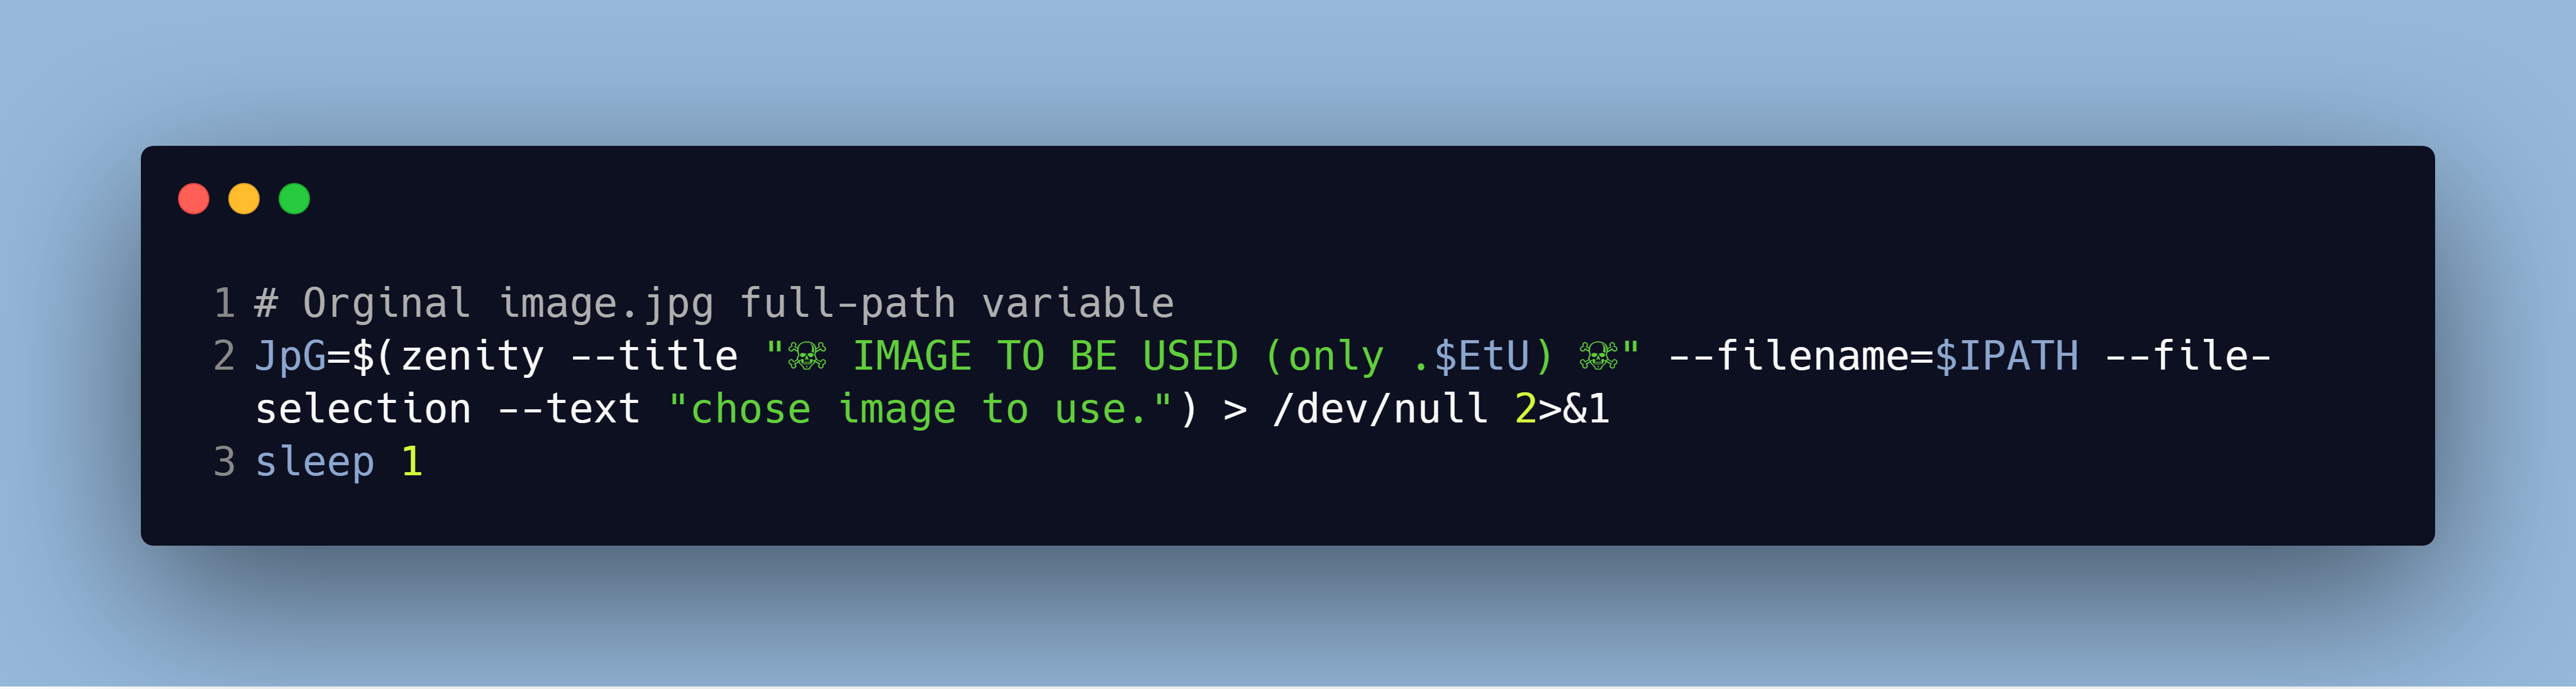 1 # Orginal image.jpg full-path variable
2 JpG=$(zenity --title "☠ IMAGE TO BE USED (only .$EtU) ☠" --filename=$IPATH --file-
selection --text "chose image to use.") > /dev/null 2>&1
3 sleep 1